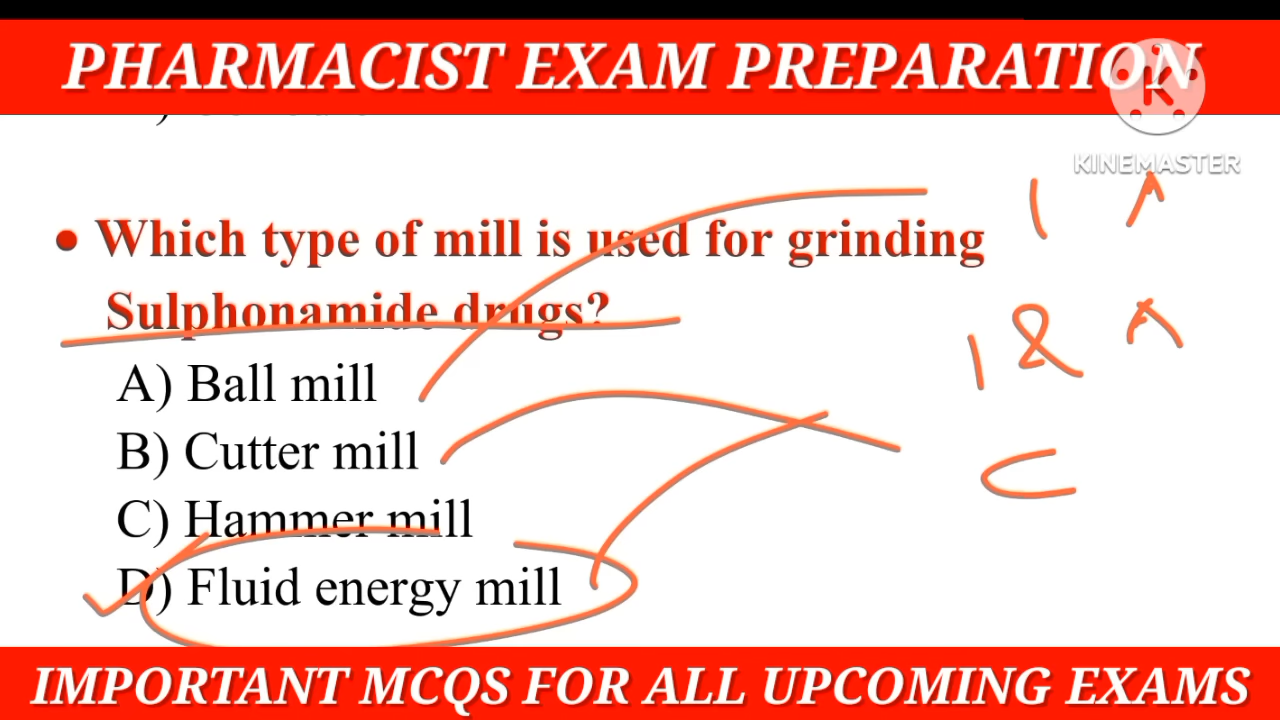 PHARMACIST EXAM PREPARATION
K
KINEMASTER
• Which type of mill is used for grinding
Sulphonamide drugs?
A) Ball mill
B) Cutter mill
C) Hammer mill
D) Fluid energy mill
IMPORTANT MCQS FOR ALL UPCOMING EXAMS